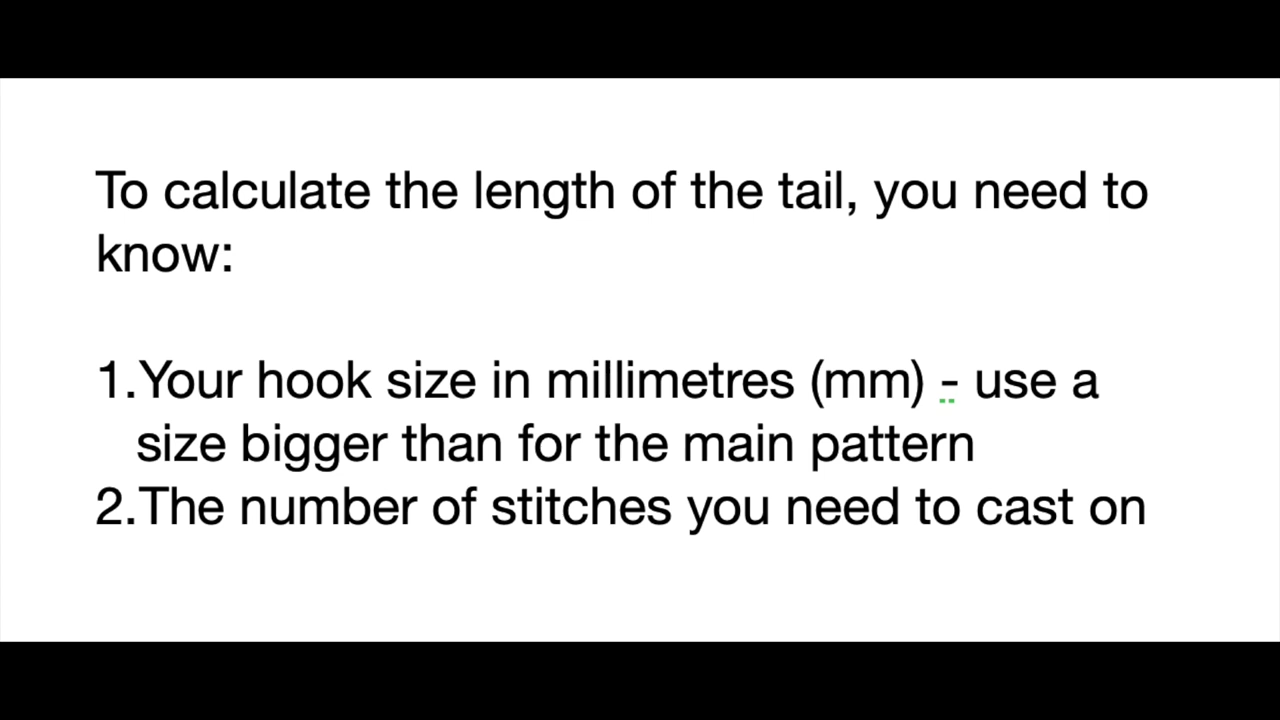 To calculate the length of the tail, you need to
know:
1.Your hook size in millimetres (mm) - use a
size bigger than for the main pattern
2.The number of stitches you need to cast on